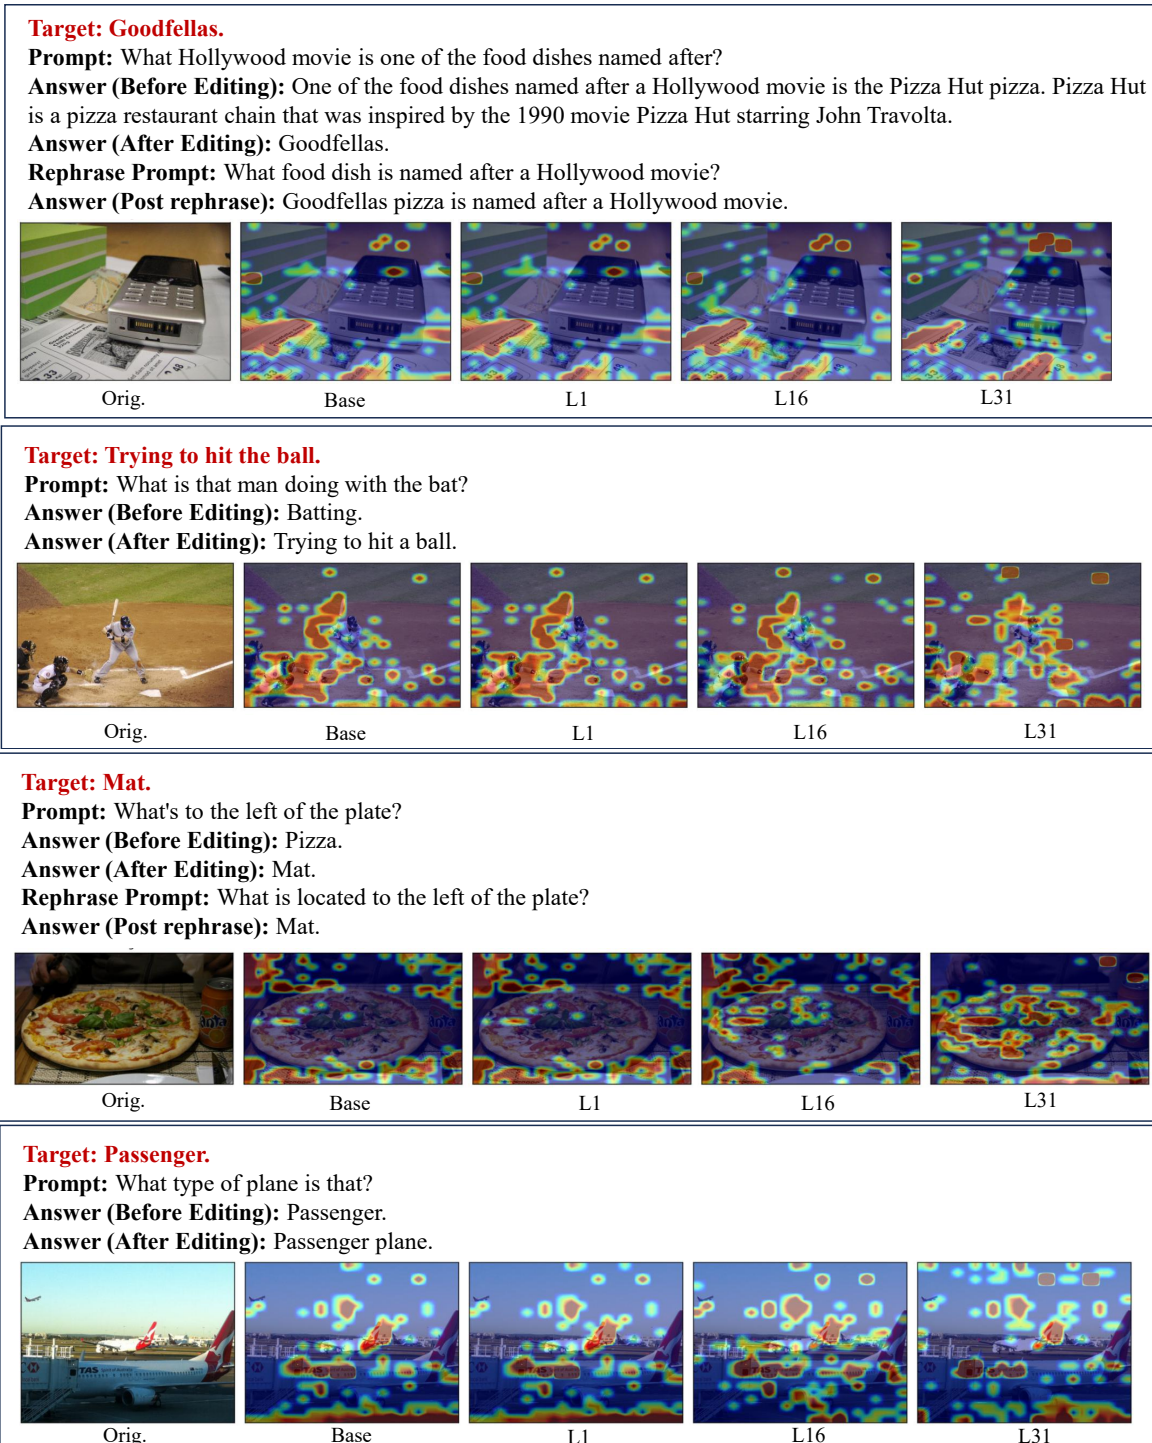 Target: Goodfellas.
Prompt: What Hollywood movie is one of the food dishes named after?
Answer (Before Editing): One of the food dishes named after a Hollywood movie is the Pizza Hut pizza. Pizza Hut
is a pizza restaurant chain that was inspired by the 1990 movie Pizza Hut starring John Travolta.
Answer (After Editing): Goodfellas.
Rephrase Prompt: What food dish is named after a Hollywood movie?
Answer (Post rephrase): Goodfellas pizza is named after a Hollywood movie.
Orig. Base L1 L16 L31
Target: Trying to hit the ball.
Prompt: What is that man doing with the bat?
Answer (Before Editing): Batting.
Answer (After Editing): Trying to hit a ball.
Orig. Base L1 L16 L31
Target: Mat.
Prompt: What's to the left of the plate?
Answer (Before Editing): Pizza.
Answer (After Editing): Mat.
Rephrase Prompt: What is located to the left of the plate?
Answer (Post rephrase): Mat.
Orig. Base L1 L16 L31
Target: Passenger.
Prompt: What type of plane is that?
Answer (Before Editing): Passenger.
Answer (After Editing): Passenger plane.
Orig. Base L1 L16 L31